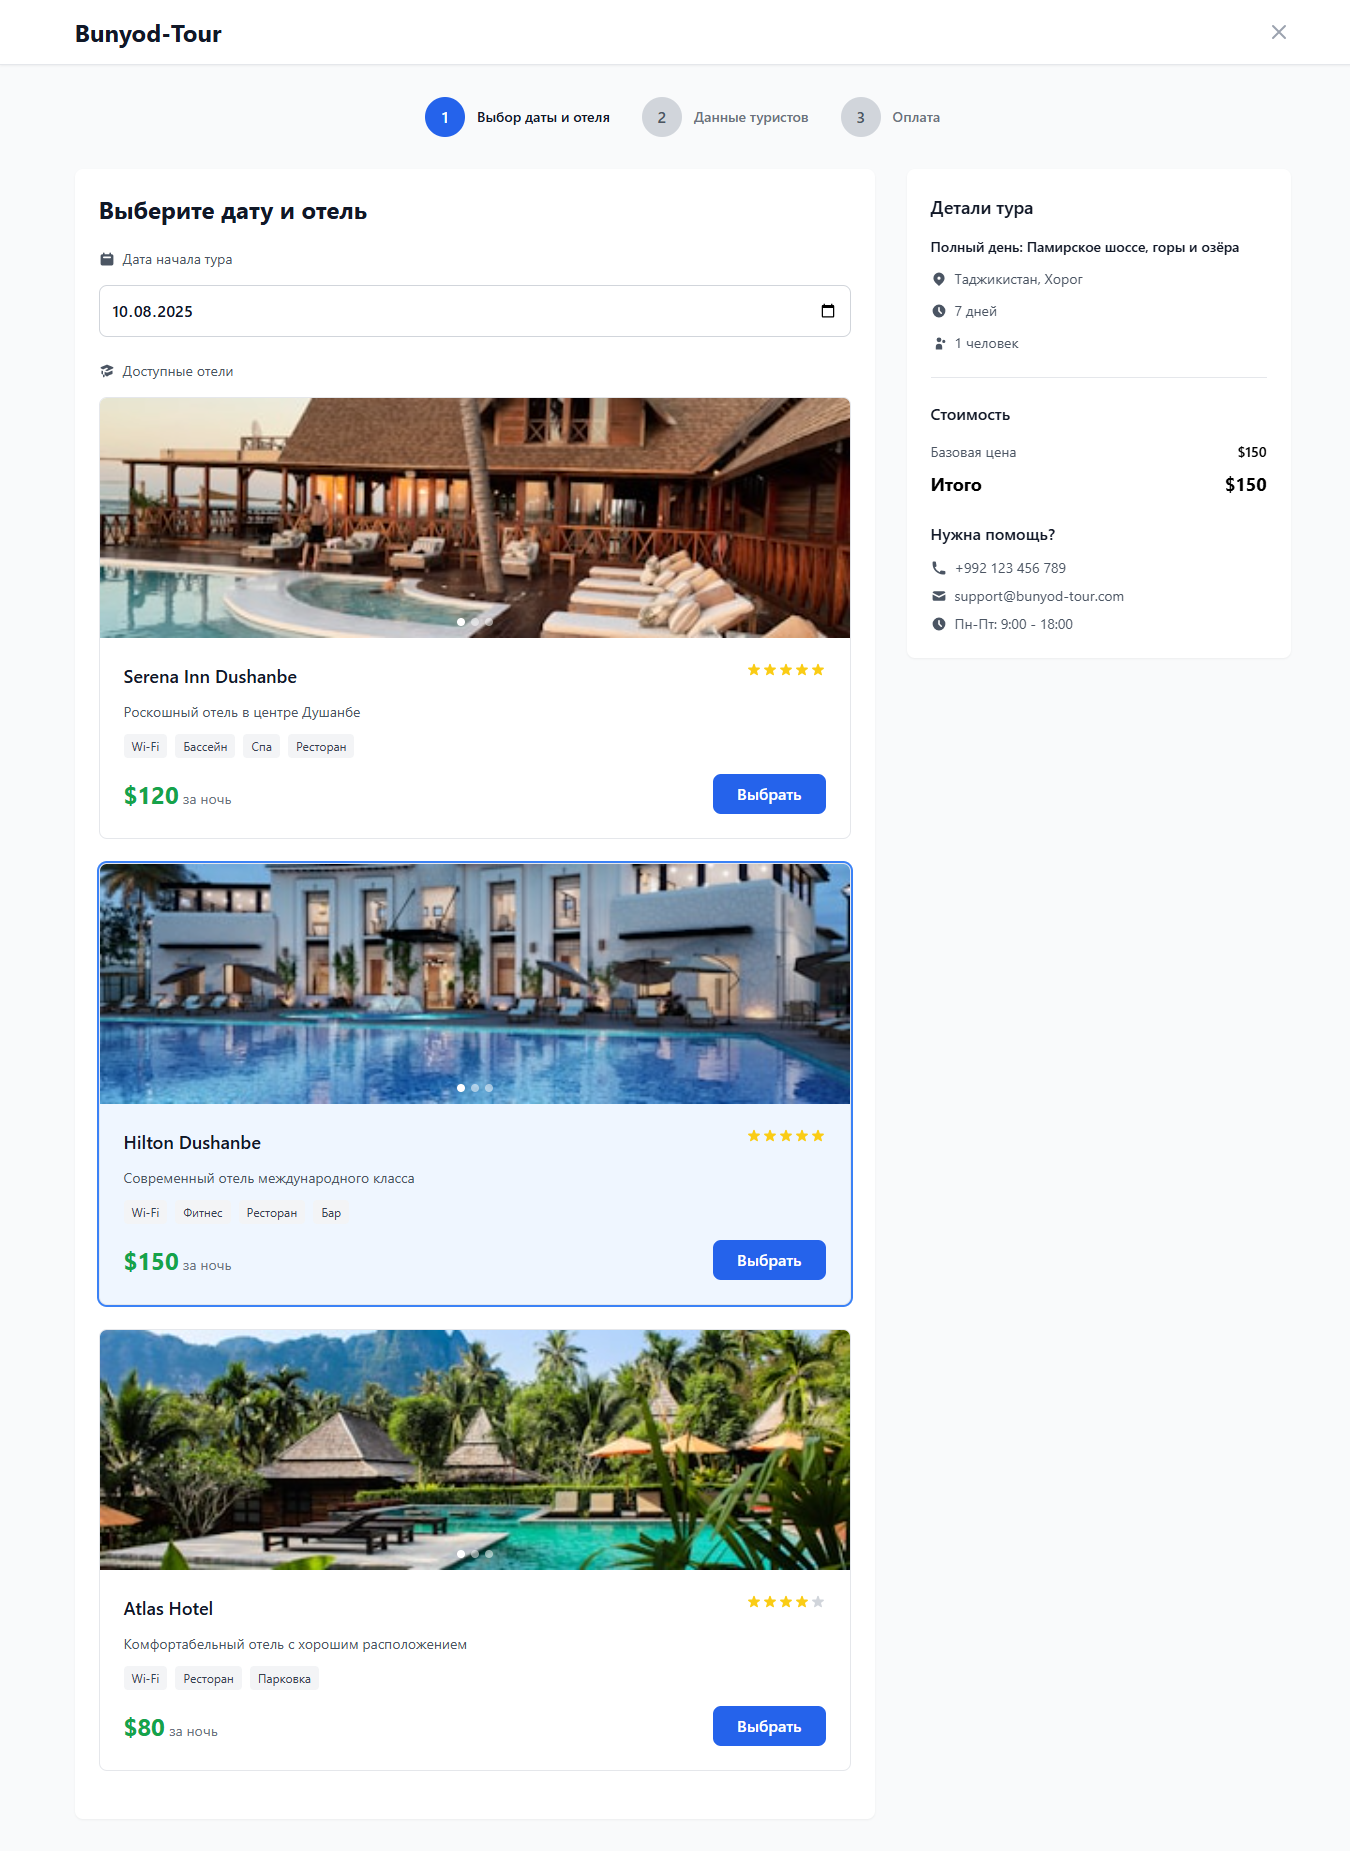 Bunyod-Tour
1 Выбор даты и отеля 2 Данные туристов 3 Оплата
Выберите дату и отель
Дата начала тура
10.08.2025
Доступные отели
Serena Inn Dushanbe
Роскошный отель в центре Душанбе
Wi-Fi Бассейн Спа Ресторан
$120 за ночь Выбрать
Hilton Dushanbe
Современный отель международного класса
Wi-Fi Фитнес Ресторан Бар
$150 за ночь Выбрать
Atlas Hotel
Комфортабельный отель с хорошим расположением
Wi-Fi Ресторан Парковка
$80 за ночь Выбрать
Детали тура
Полный день: Памирское шоссе, горы и озёра
Таджикистан, Хорог
7 дней
1 человек
Стоимость
Базовая цена $150
Итого $150
Нужна помощь?
+992 123 456 789
support@bunyod-tour.com
Пн-Пт: 9:00 - 18:00